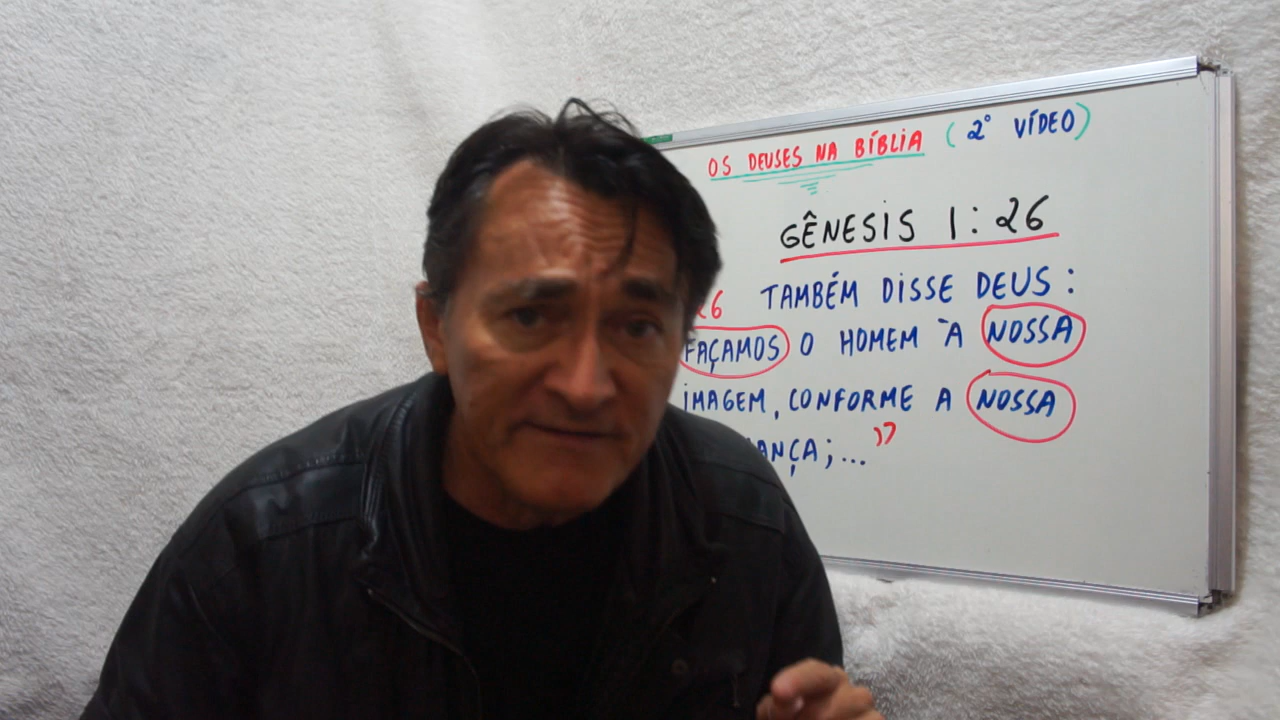 OS DEUSES NA BÍBLIA (2° VÍDEO)
GÊNESIS 1:26
26 TAMBÉM DISSE DEUS:
FAÇAMOS O HOMEM À NOSSA
IMAGEM, CONFORME A NOSSA
ANÇA;..."